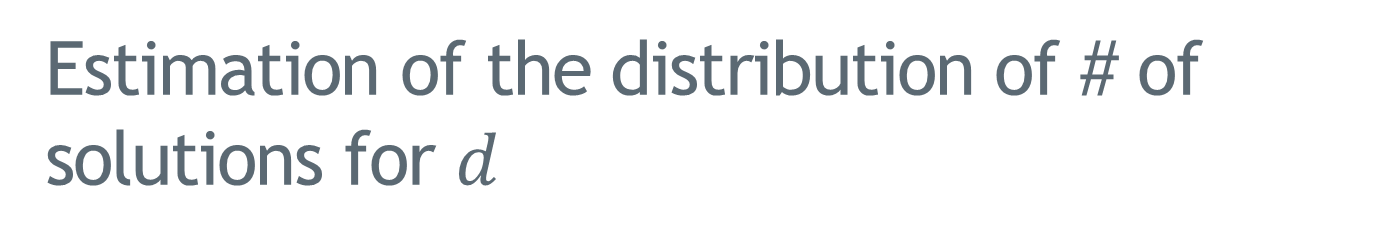 Estimation of the distribution of # of
solutions for d